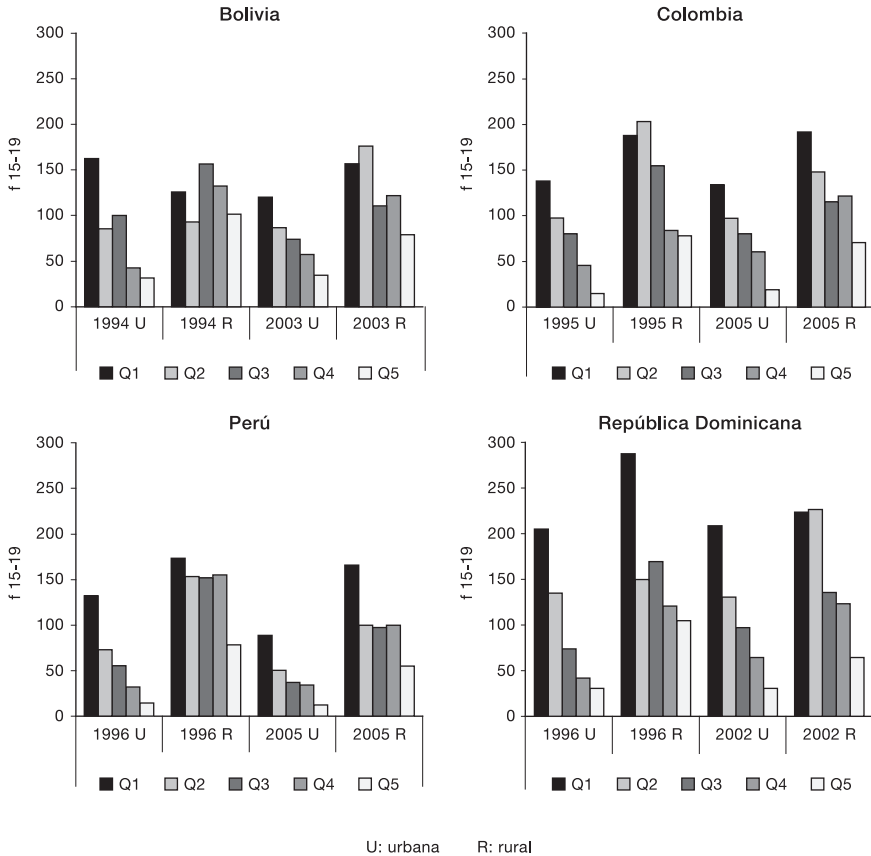 Bolivia
300
250
200
150
100
50
0
f 15-19
1994 U 1994 R 2003 U 2003 R
Q1 Q2 Q3 Q4 Q5
Colombia
300
250
200
150
100
50
0
f 15-19
1995 U 1995 R 2005 U 2005 R
Q1 Q2 Q3 Q4 Q5
Perú
300
250
200
150
100
50
0
f 15-19
1996 U 1996 R 2005 U 2005 R
Q1 Q2 Q3 Q4 Q5
República Dominicana
300
250
200
150
100
50
0
f 15-19
1996 U 1996 R 2002 U 2002 R
Q1 Q2 Q3 Q4 Q5
U: urbana R: rural